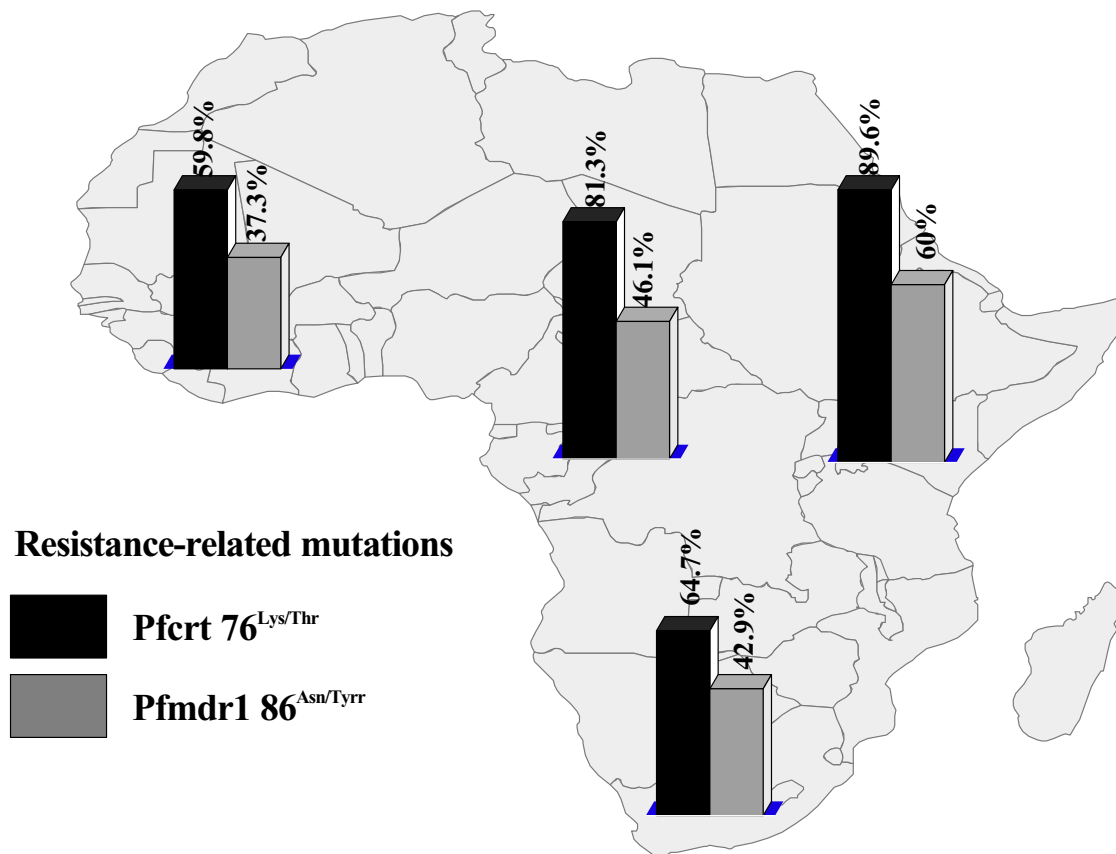 59.8%
37.3%
81.3%
46.1%
89.6%
60%
Resistance-related mutations
Pfcrt 76Lys/Thr
Pfmdr1 86Asn/Tyrr
64.7%
42.9%